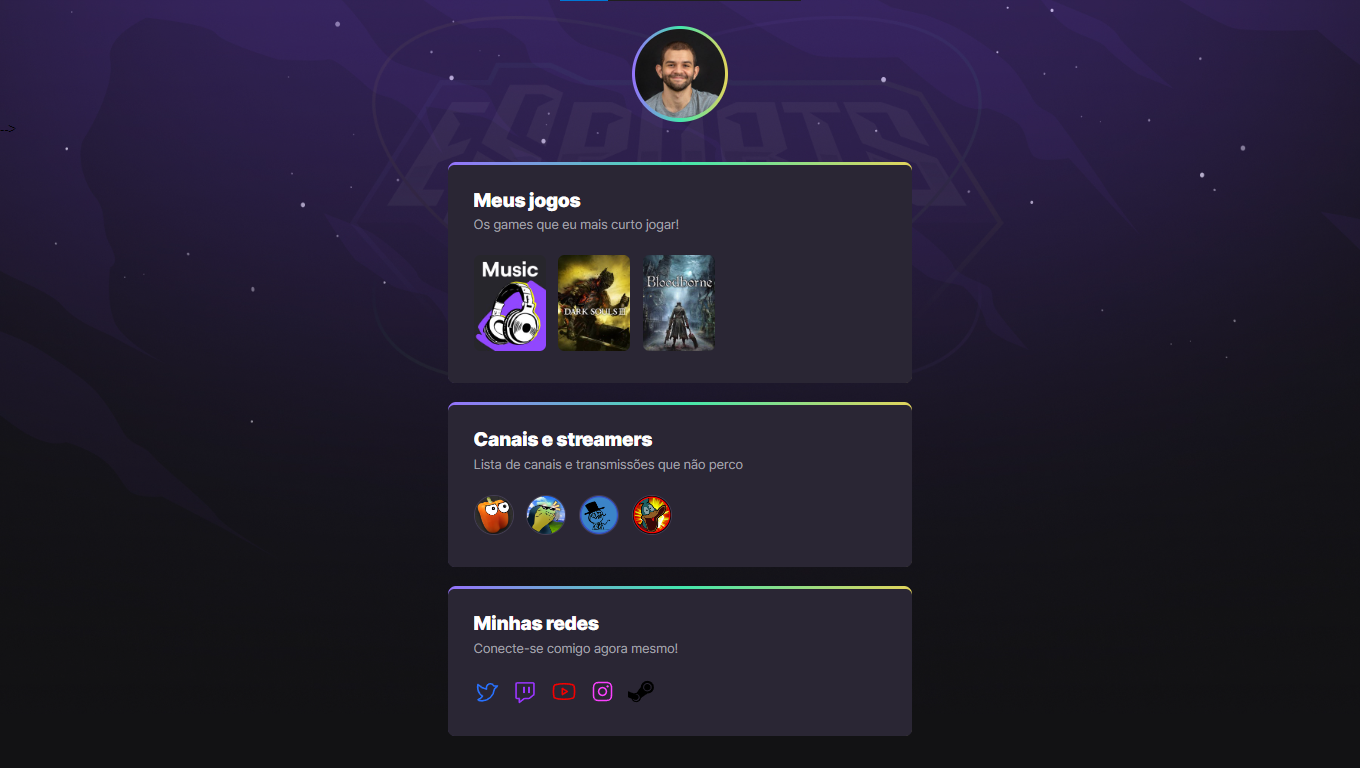 ESPORTS
-->
Meus jogos
Os games que eu mais curto jogar!
Music
DARK SOULS III
Bloodborne
Canais e streamers
Lista de canais e transmissões que não perco
Minhas redes
Conecte-se comigo agora mesmo!